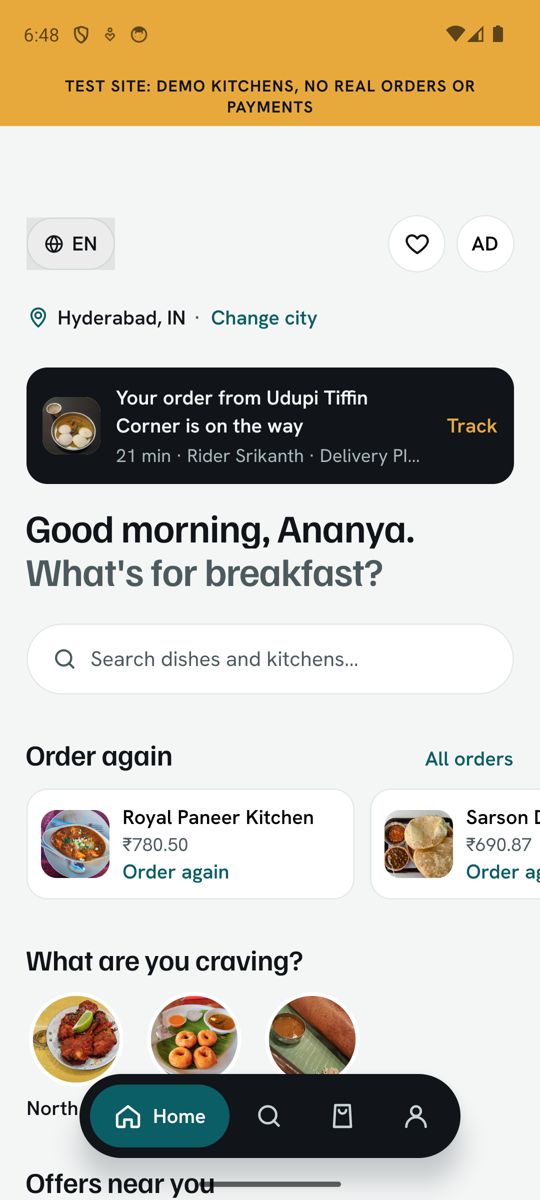 6:48
TEST SITE: DEMO KITCHENS, NO REAL ORDERS OR
PAYMENTS
EN
AD
Hyderabad, IN · Change city
Your order from Udupi Tiffin
Corner is on the way
21 min · Rider Srikanth · Delivery Pl...
Track
Good morning, Ananya.
What's for breakfast?
Search dishes and kitchens...
Order again
All orders
Royal Paneer Kitchen
₹780.50
Order again
Sarson D
₹690.87
Order ag
What are you craving?
North
Home
Offers near you